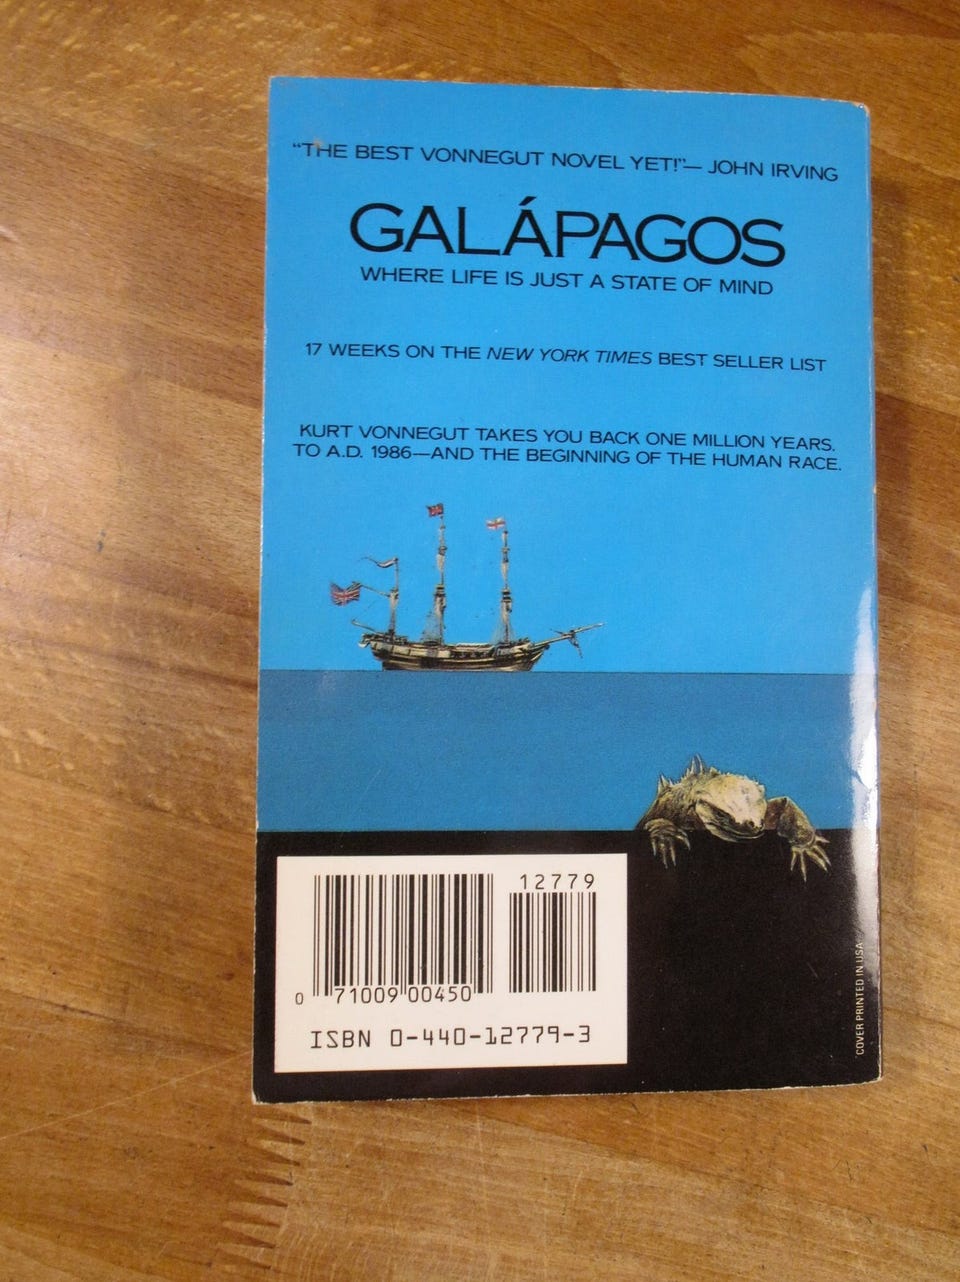 “THE BEST VONNEGUT NOVEL YET!”— JOHN IRVING
GALÁPAGOS
WHERE LIFE IS JUST A STATE OF MIND
17 WEEKS ON THE NEW YORK TIMES BEST SELLER LIST
KURT VONNEGUT TAKES YOU BACK ONE MILLION YEARS.
TO A.D. 1986—AND THE BEGINNING OF THE HUMAN RACE.
12779
0 71009 00450
ISBN 0-440-12779-3
COVER PRINTED IN USA